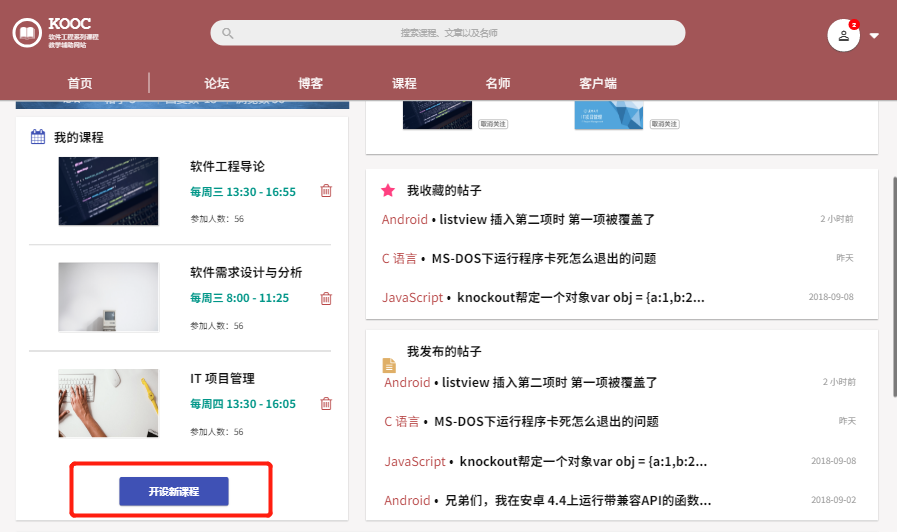 KOOC
软件工程系列课程
教学辅助网站
搜索课程、文章以及名师
2
首页
论坛
博客
课程
名师
客户端
我的课程
软件工程导论
每周三 13:30 - 16:55
参加人数：56
软件需求设计与分析
每周三 8:00 - 11:25
参加人数：56
IT 项目管理
每周四 13:30 - 16:05
参加人数：56
开设新课程
取消关注
取消关注
我收藏的帖子
Android • listview 插入第二项时 第一项被覆盖了
2 小时前
C 语言 • MS-DOS下运行程序卡死怎么退出的问题
昨天
JavaScript • knockout帮定一个对象var obj = {a:1,b:2...
2018-09-08
我发布的帖子
Android • listview 插入第二项时 第一项被覆盖了
2 小时前
C 语言 • MS-DOS下运行程序卡死怎么退出的问题
昨天
JavaScript • knockout帮定一个对象var obj = {a:1,b:2...
2018-09-08
Android • 兄弟们，我在安卓 4.4上运行带兼容API的函数...
2018-09-02